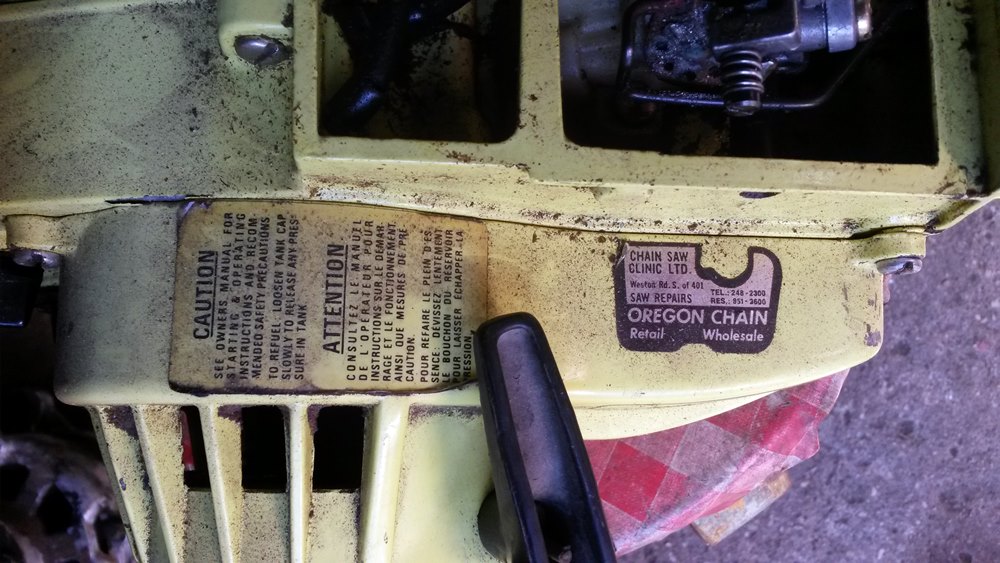 CAUTION
SEE OWNERS MANUAL FOR
STARTING & OPERATING
INSTRUCTIONS AND RECOM-
MENDED SAFETY PRECAUTIONS
TO REFUEL: LOOSEN TANK CAP
SLOWLY TO RELEASE ANY PRES-
SURE IN TANK
ATTENTION
CONSULTEZ LE MANUEL
DE L'OPERATEUR POUR
INSTRUCTIONS SUR LE DEMAR-
RAGE ET LE FONCTIONNEMENT
AINSI QUE MESURES DE PRE-
CAUTION.
POUR REFAIRE LE PLEIN D'ES-
SENCE: DEVISSEZ LENTEMENT
LE BOUCHON DU RESERVOIR
POUR LAISSER ECHAPPER LA
PRESSION
CHAIN SAW
CLINIC LTD.
Weston Rd. S. of 401
SAW REPAIRS
TEL.: 248-2300
RES.: 951-3600
OREGON CHAIN
Retail Wholesale